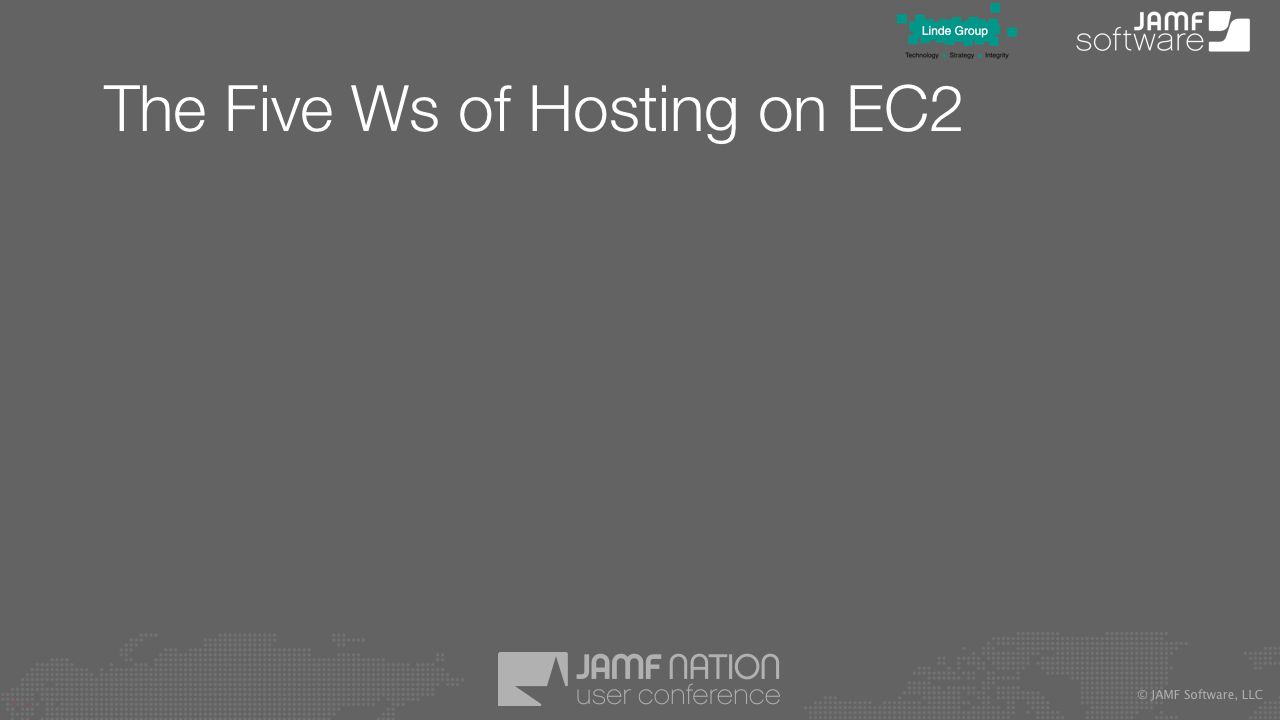 Linde Group
Technology Strategy Integrity
JAMF
software
The Five Ws of Hosting on EC2
JAMF NATION
user conference
© JAMF Software, LLC